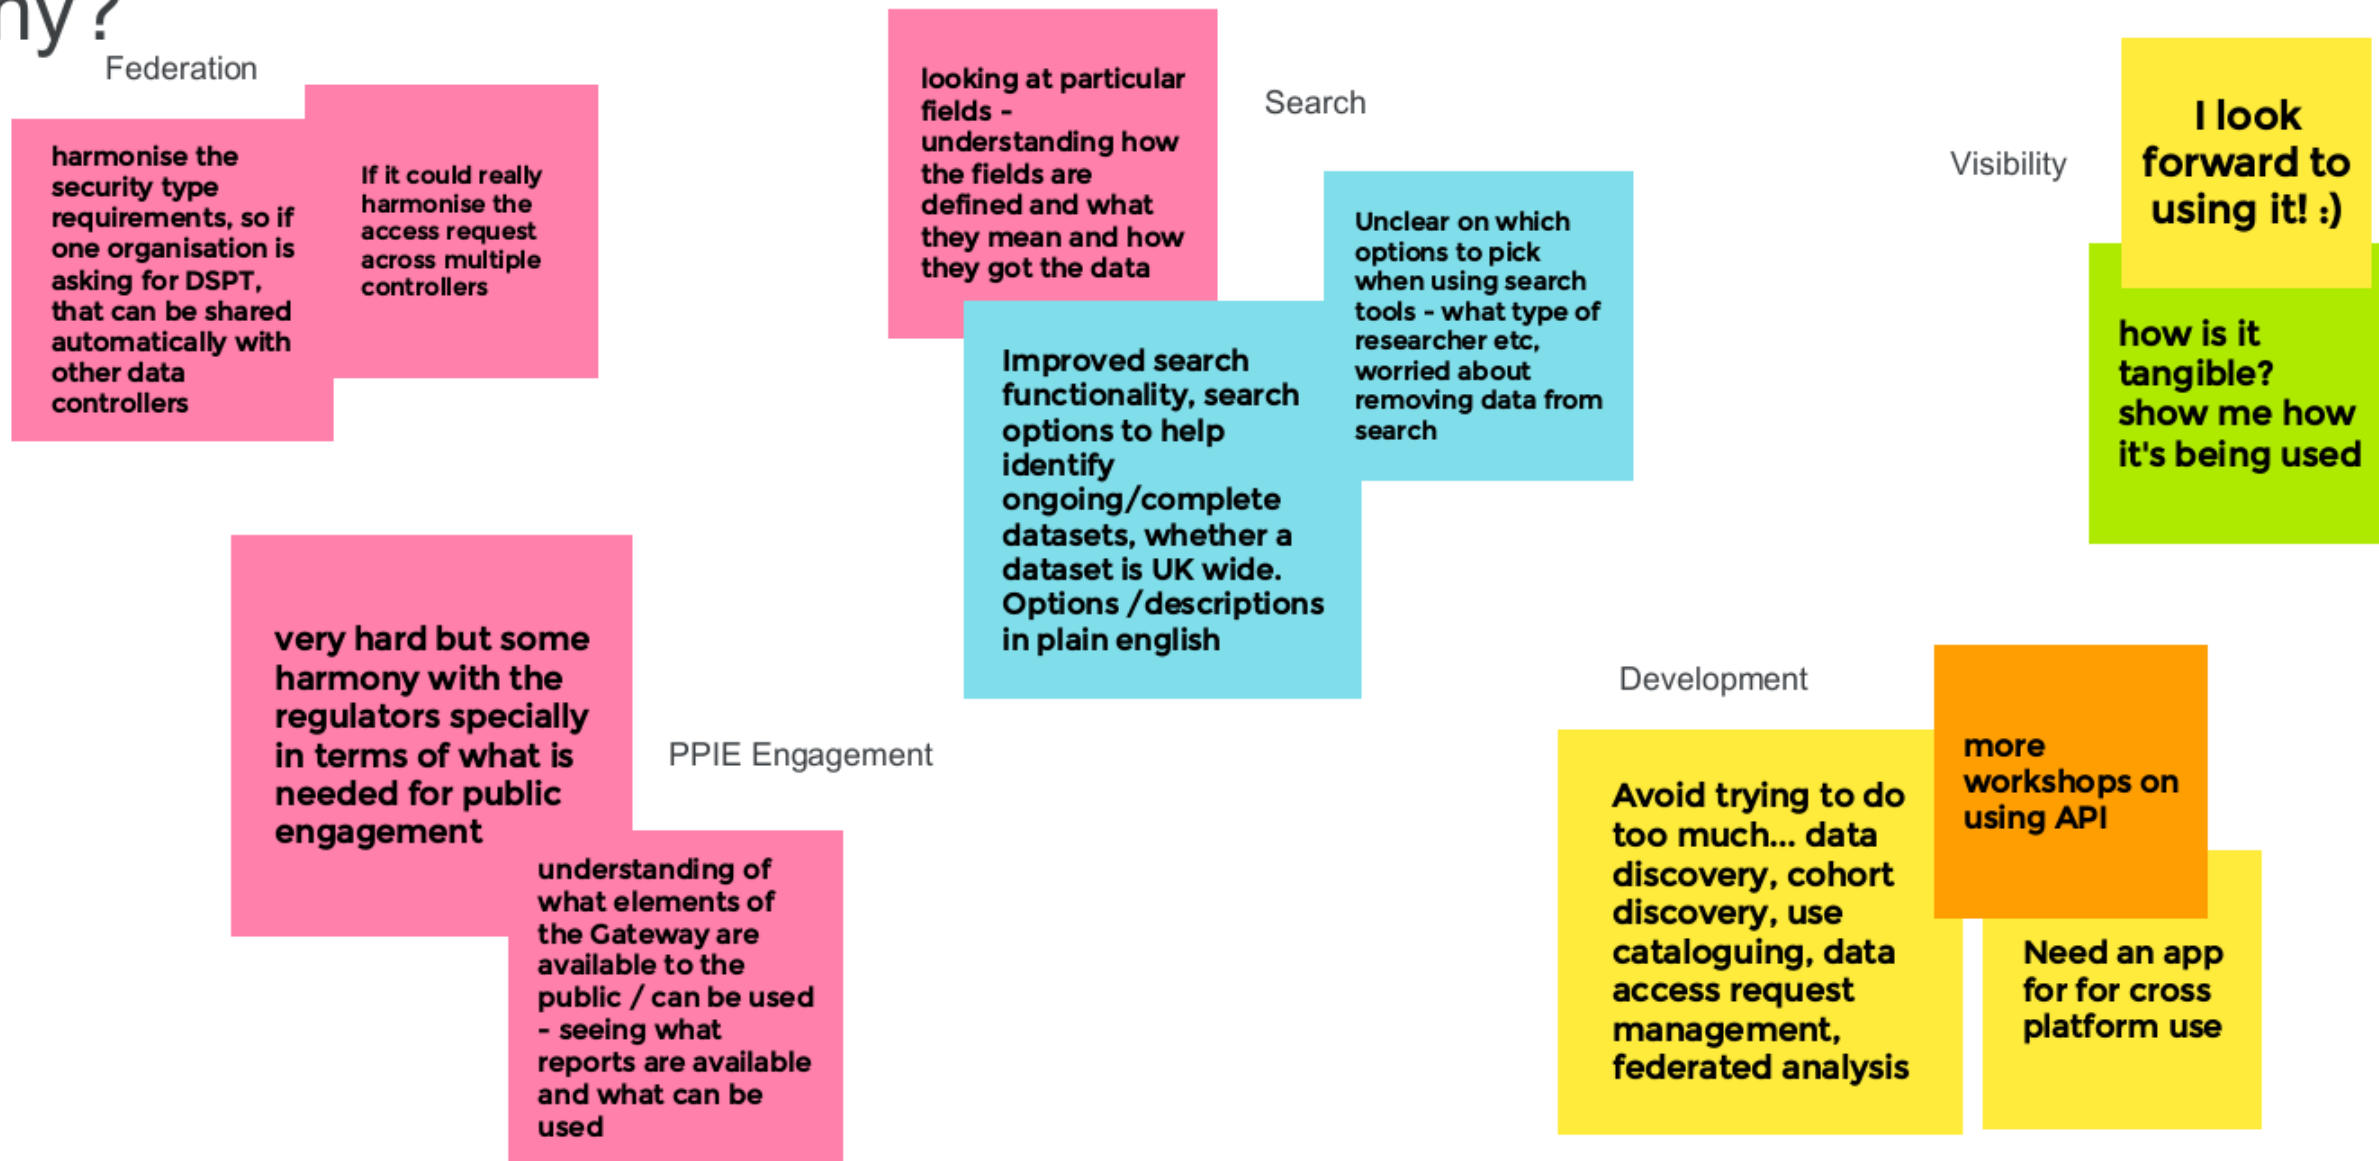 hy?
Federation
harmonise the
security type
requirements, so if
one organisation is
asking for DSPT,
that can be shared
automatically with
other data
controllers
If it could really
harmonise the
access request
across multiple
controllers
looking at particular
fields -
understanding how
the fields are
defined and what
they mean and how
they got the data
Search
Unclear on which
options to pick
when using search
tools - what type of
researcher etc,
worried about
removing data from
search
Improved search
functionality, search
options to help
identify
ongoing/complete
datasets, whether a
dataset is UK wide.
Options /descriptions
in plain english
Visibility
I look
forward to
using it! :)
how is it
tangible?
show me how
it's being used
very hard but some
harmony with the
regulators specially
in terms of what is
needed for public
engagement
PPIE Engagement
understanding of
what elements of
the Gateway are
available to the
public / can be used
- seeing what
reports are available
and what can be
used
Development
Avoid trying to do
too much... data
discovery, cohort
discovery, use
cataloguing, data
access request
management,
federated analysis
more
workshops on
using API
Need an app
for for cross
platform use